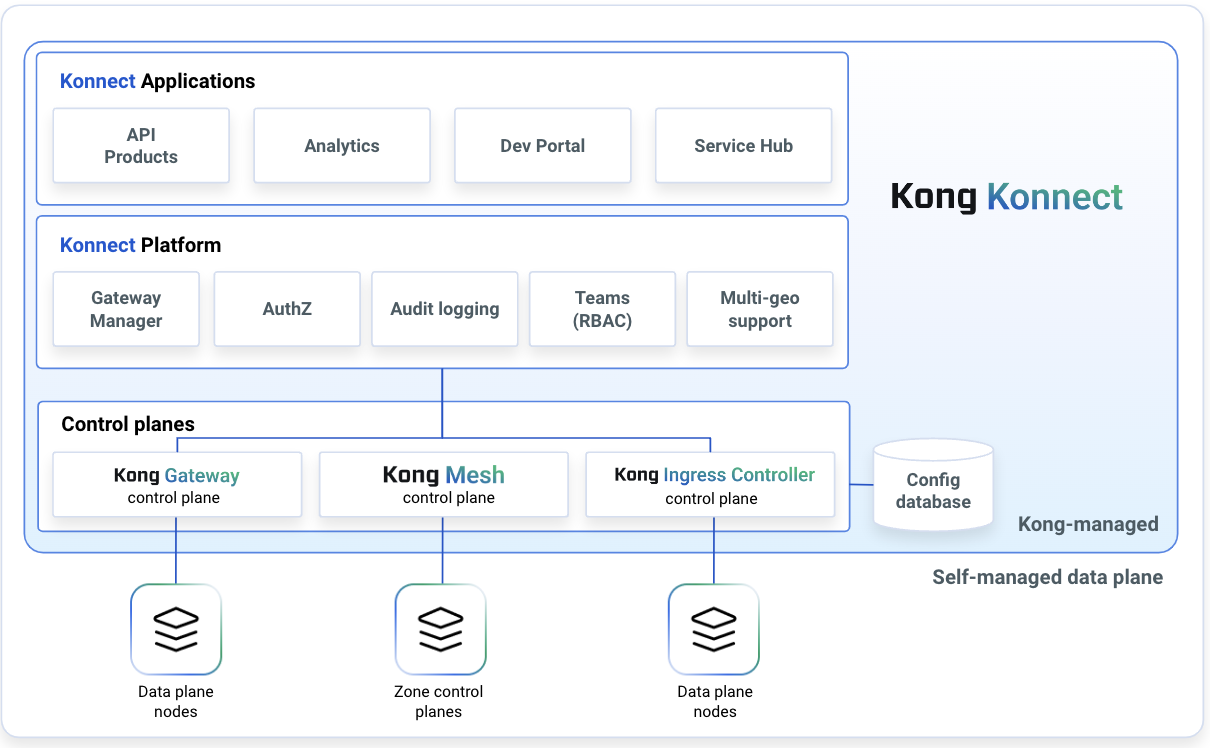 Konnect Applications
API
Products
Analytics
Dev Portal
Service Hub
Kong Konnect
Konnect Platform
Gateway
Manager
AuthZ
Audit logging
Teams
(RBAC)
Multi-geo
support
Control planes
Kong Gateway
control plane
Kong Mesh
control plane
Kong Ingress Controller
control plane
Config
database
Kong-managed
Self-managed data plane
Data plane
nodes
Zone control
planes
Data plane
nodes